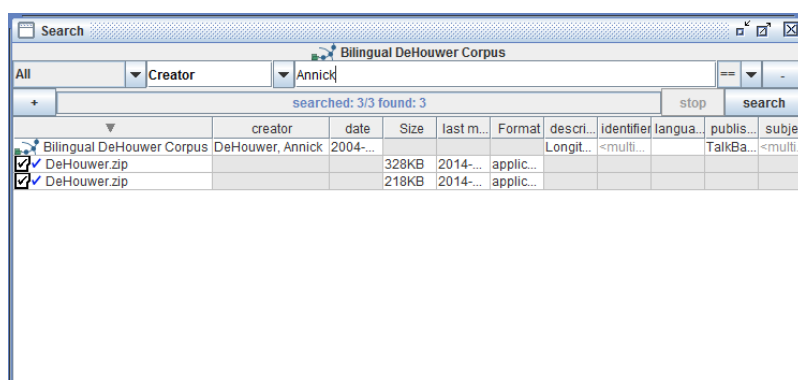 Search
Bilingual DeHouwer Corpus
All Creator Annick == -
+ searched: 3/3 found: 3 stop search
creator date Size last m... Format descri... identifier langua... publis... subje
Bilingual DeHouwer Corpus DeHouwer, Annick 2004-... Longit... <multi... TalkBa... <multi
DeHouwer.zip 328KB 2014-... applic...
DeHouwer.zip 218KB 2014-... applic...